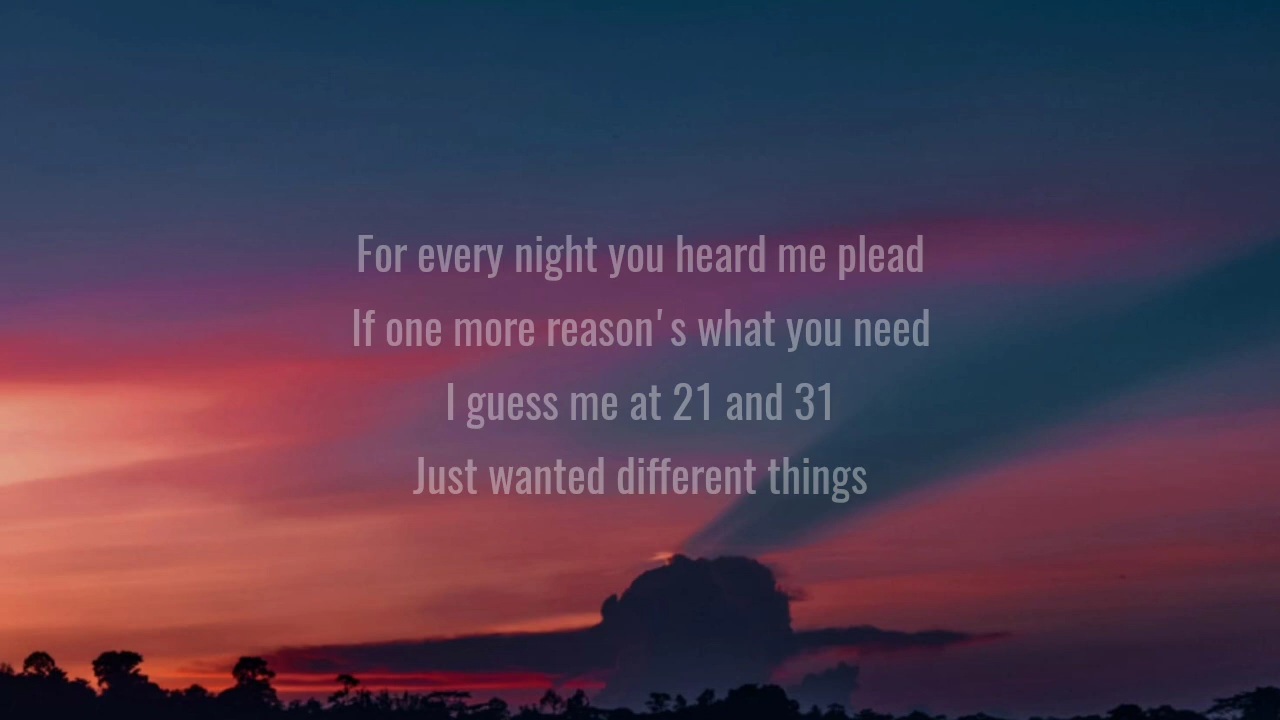 For every night you heard me plead
If one more reason's what you need
I guess me at 21 and 31
Just wanted different things